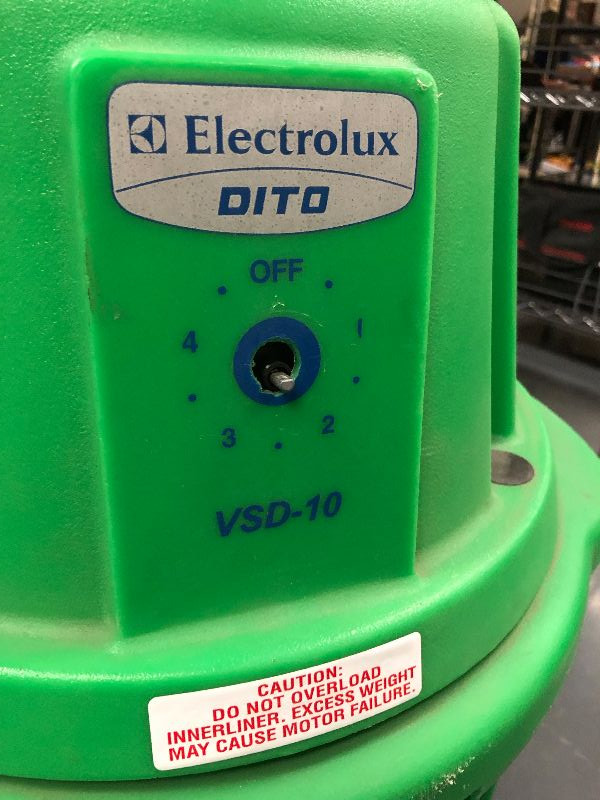 Electrolux
DITO
OFF
4 1
3 2
VSD-10
CAUTION:
DO NOT OVERLOAD
INNERLINER. EXCESS WEIGHT
MAY CAUSE MOTOR FAILURE.